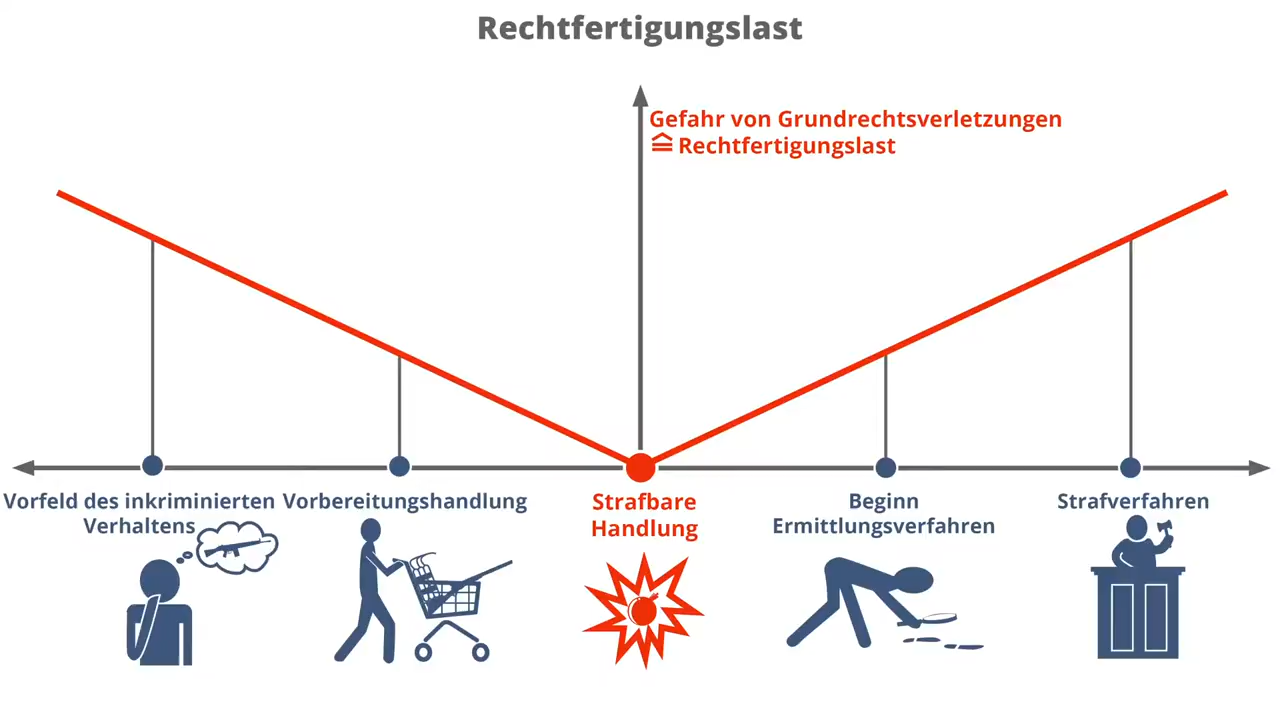 Rechtfertigungslast
Gefahr von Grundrechtsverletzungen
≙ Rechtfertigungslast
Vorfeld des inkriminierten
Verhaltens
Vorbereitungshandlung
Strafbare
Handlung
Beginn
Ermittlungsverfahren
Strafverfahren